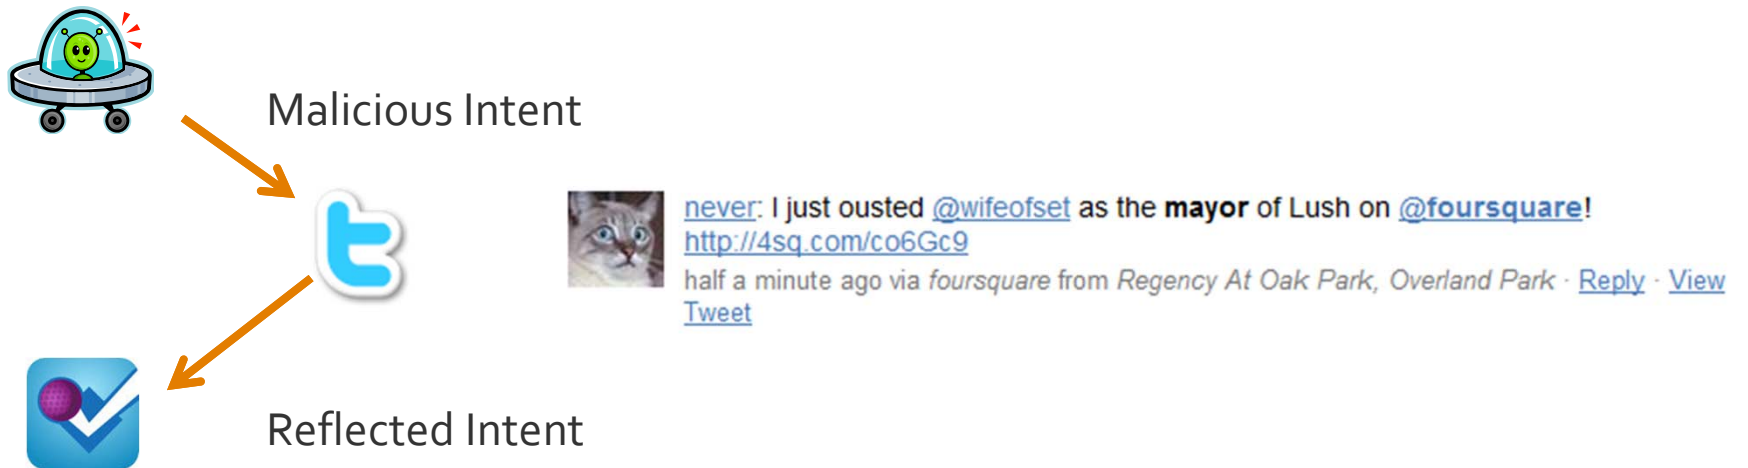 Malicious Intent
never: I just ousted @wifeofset as the mayor of Lush on @foursquare!
http://4sq.com/co6Gc9
half a minute ago via foursquare from Regency At Oak Park, Overland Park · Reply · View
Tweet
Reflected Intent